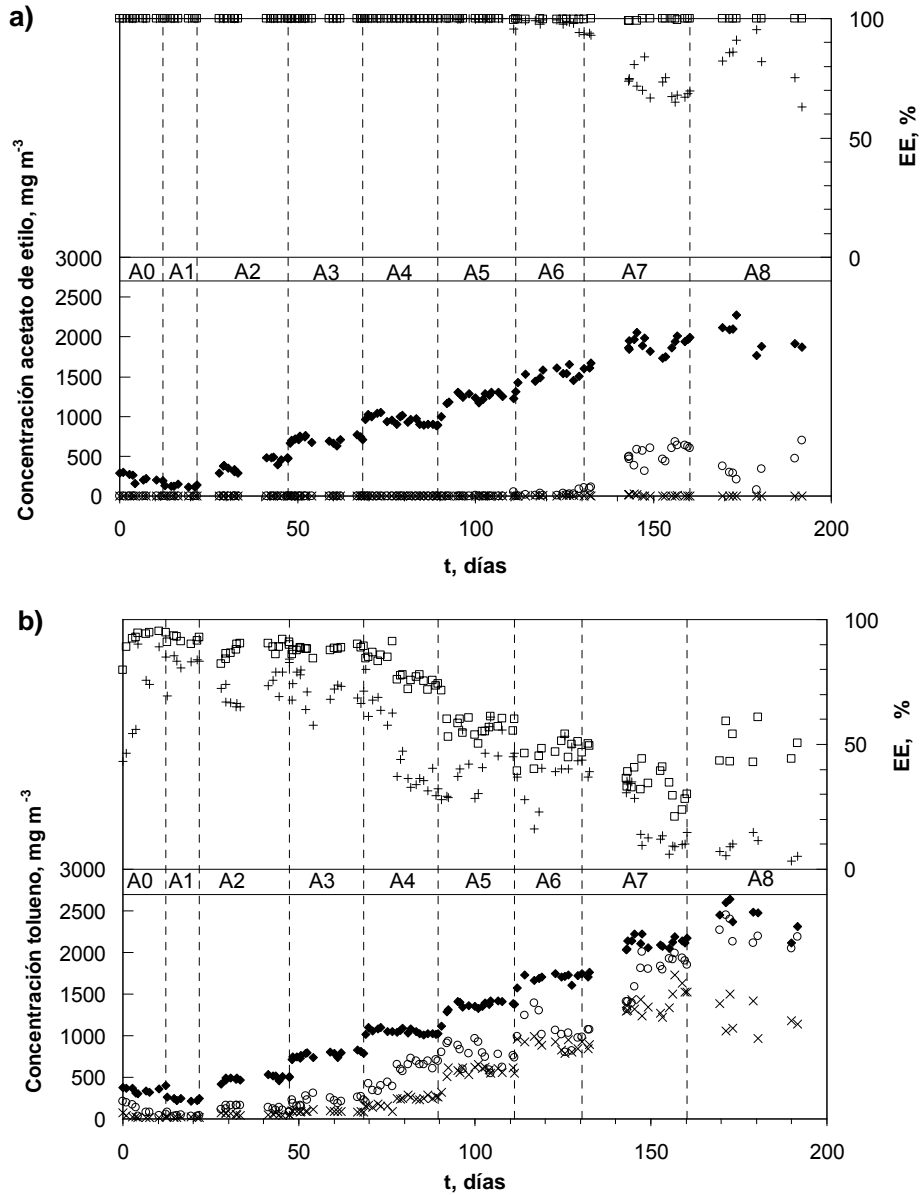 a)
100
50
0
EE, %
Concentración acetato de etilo, mg m-3
3000
2500
2000
1500
1000
500
0
A0 A1 A2 A3 A4 A5 A6 A7 A8
0 50 100 150 200
t, días
b)
100
50
0
EE, %
Concentración tolueno, mg m-3
3000
2500
2000
1500
1000
500
0
A0 A1 A2 A3 A4 A5 A6 A7 A8
0 50 100 150 200
t, días